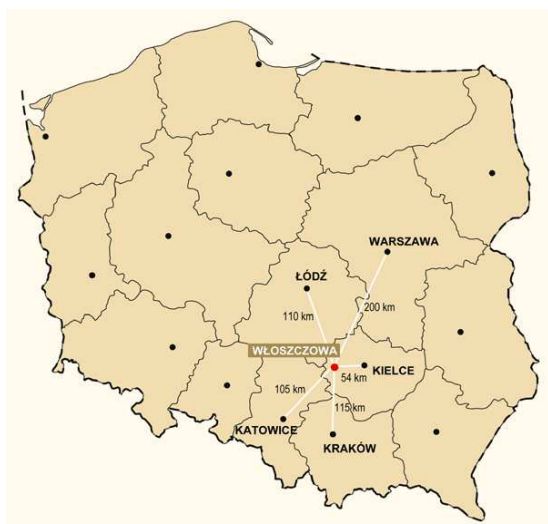 WARSZAWA
ŁÓDŹ
110 km
200 km
WŁOSZCZOWA
KIELCE
54 km
105 km
115 km
KATOWICE
KRAKÓW